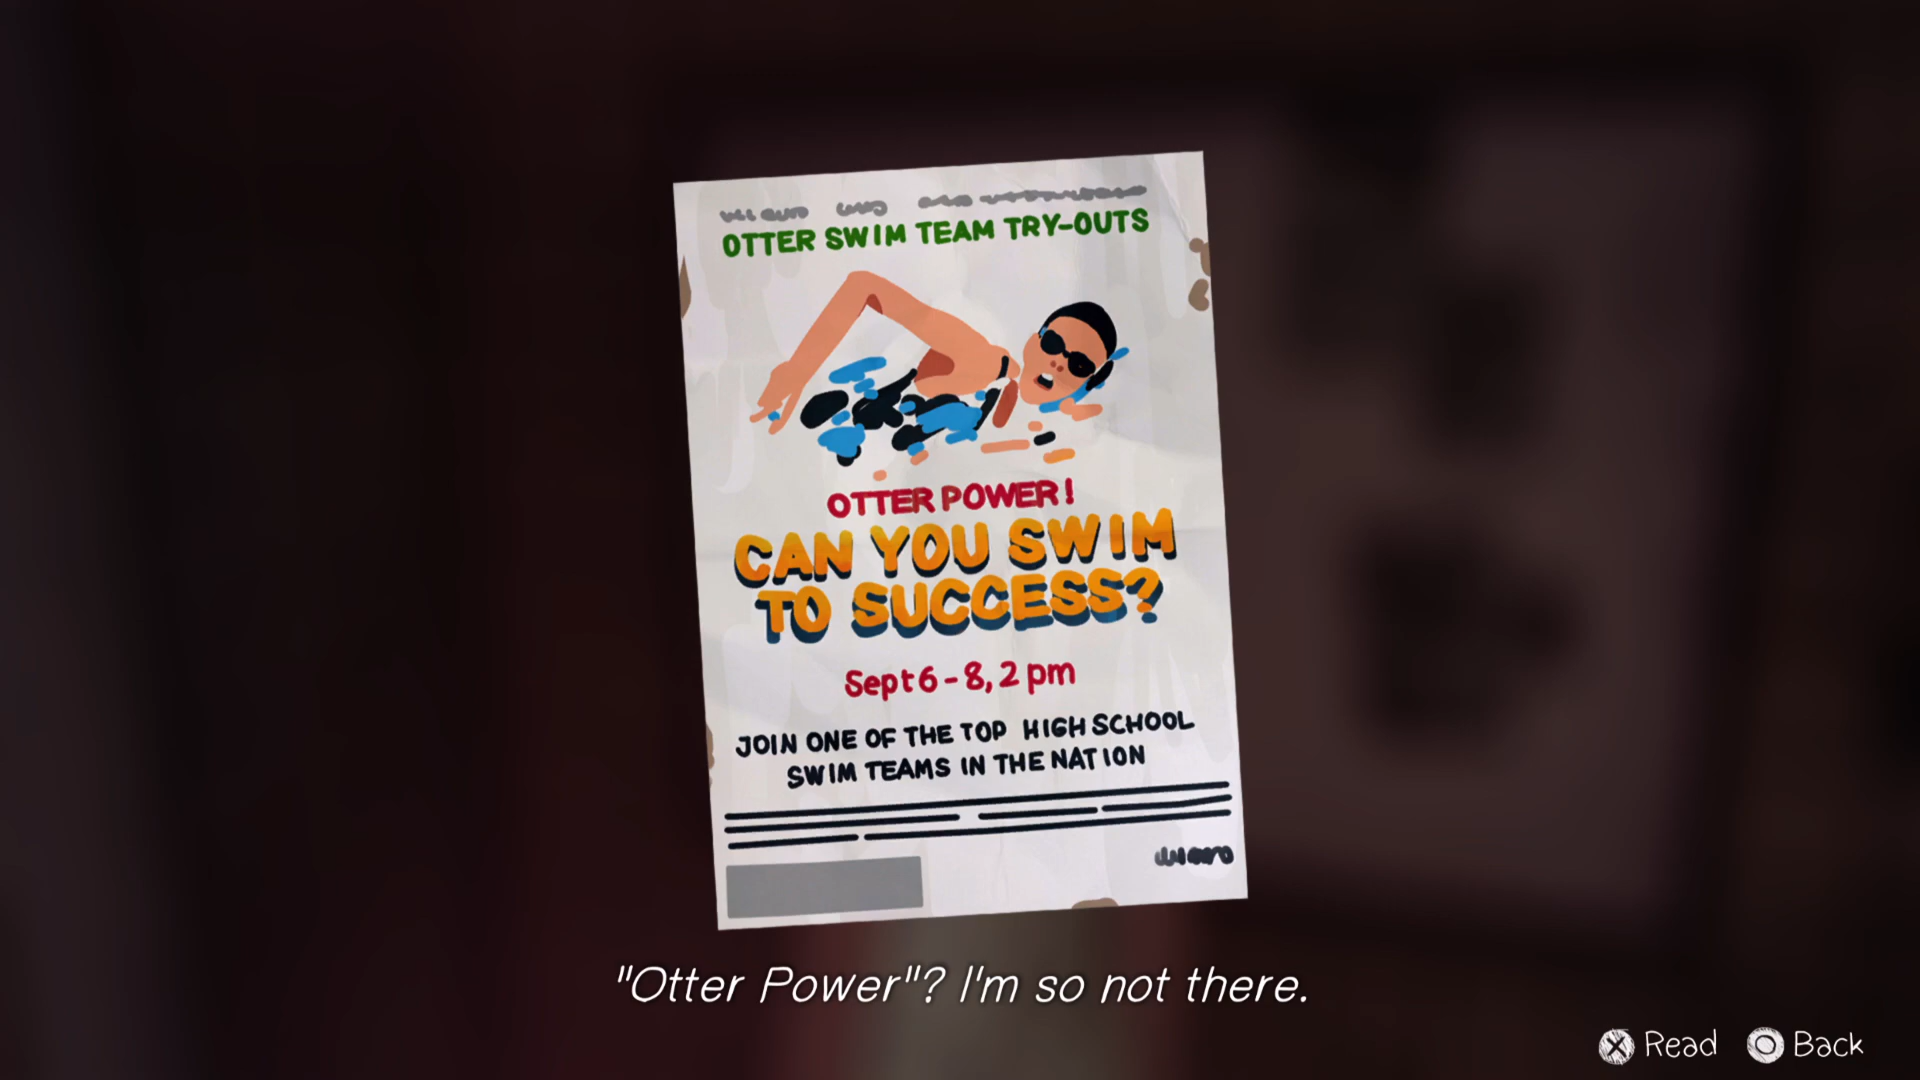 OTTER SWIM TEAM TRY-OUTS
OTTER POWER!
CAN YOU SWIM
TO SUCCESS?
Sept 6-8, 2 pm
JOIN ONE OF THE TOP HIGH SCHOOL
SWIM TEAMS IN THE NATION
"Otter Power"? I'm so not there.
Read Back